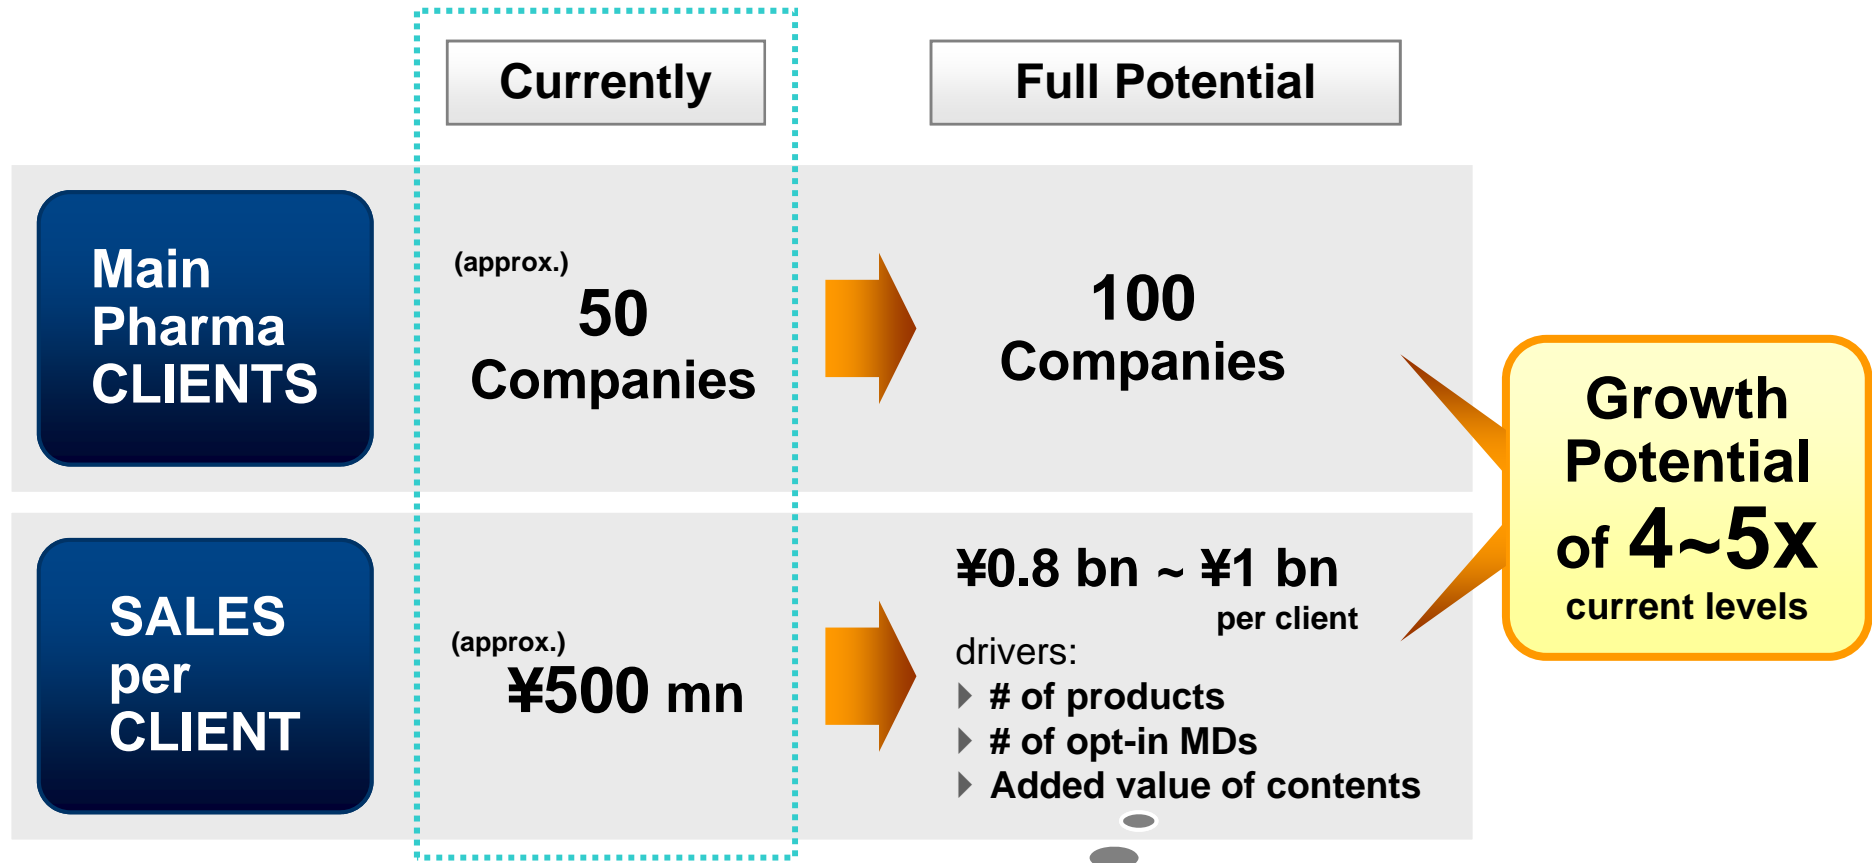 Currently
Full Potential
Main
Pharma
CLIENTS
(approx.)
50
Companies
100
Companies
SALES
per
CLIENT
(approx.)
¥500 mn
¥0.8 bn ~ ¥1 bn
per client
drivers:
# of products
# of opt-in MDs
Added value of contents
Growth
Potential
of 4~5x
current levels